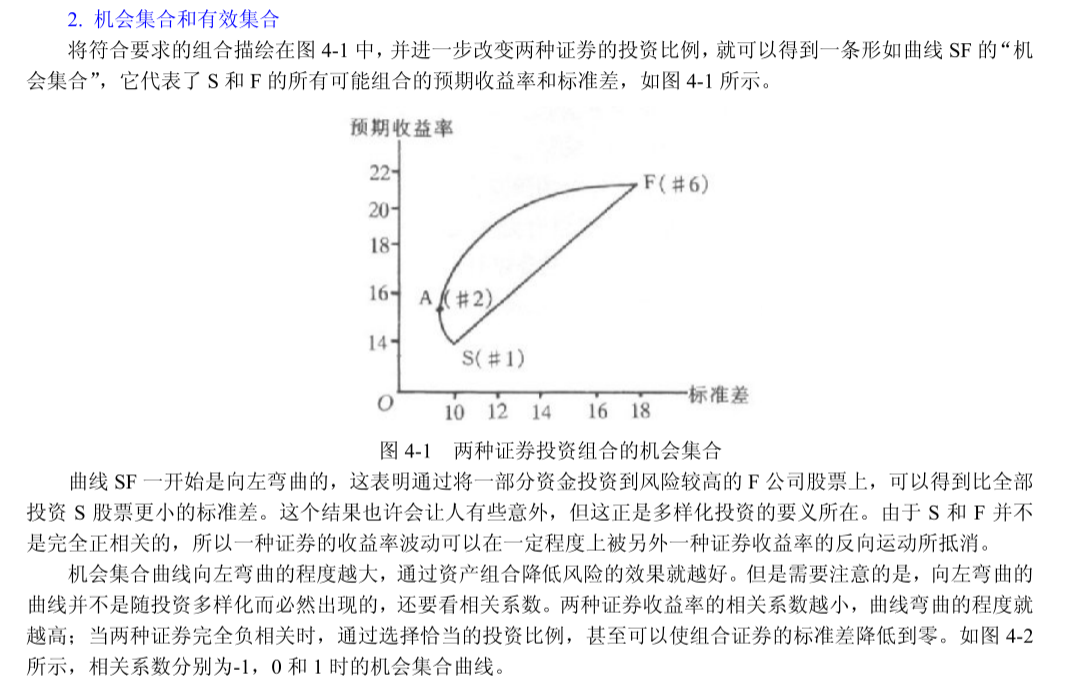 2. 机会集合和有效集合
将符合要求的组合描绘在图 4-1 中，并进一步改变两种证券的投资比例，就可以得到一条形如曲线 SF 的“机
会集合”，它代表了 S 和 F 的所有可能组合的预期收益率和标准差，如图 4-1 所示。
预期收益率
22
F(#6)
20
18
16
A (#2)
14
S(#1)
O
10 12 14 16 18
标准差
图 4-1 两种证券投资组合的机会集合
曲线 SF 一开始是向左弯曲的，这表明通过将一部分资金投资到风险较高的 F 公司股票上，可以得到比全部
投资 S 股票更小的标准差。这个结果也许会让人有些意外，但这正是多样化投资的要义所在。由于 S 和 F 并不
是完全正相关的，所以一种证券的收益率波动可以在一定程度上被另外一种证券收益率的反向运动所抵消。
机会集合曲线向左弯曲的程度越大，通过资产组合降低风险的效果就越好。但是需要注意的是，向左弯曲的
曲线并不是随投资多样化而必然出现的，还要看相关系数。两种证券收益率的相关系数越小，曲线弯曲的程度就
越高；当两种证券完全负相关时，通过选择恰当的投资比例，甚至可以使组合证券的标准差降低到零。如图 4-2
所示，相关系数分别为-1，0 和 1 时的机会集合曲线。